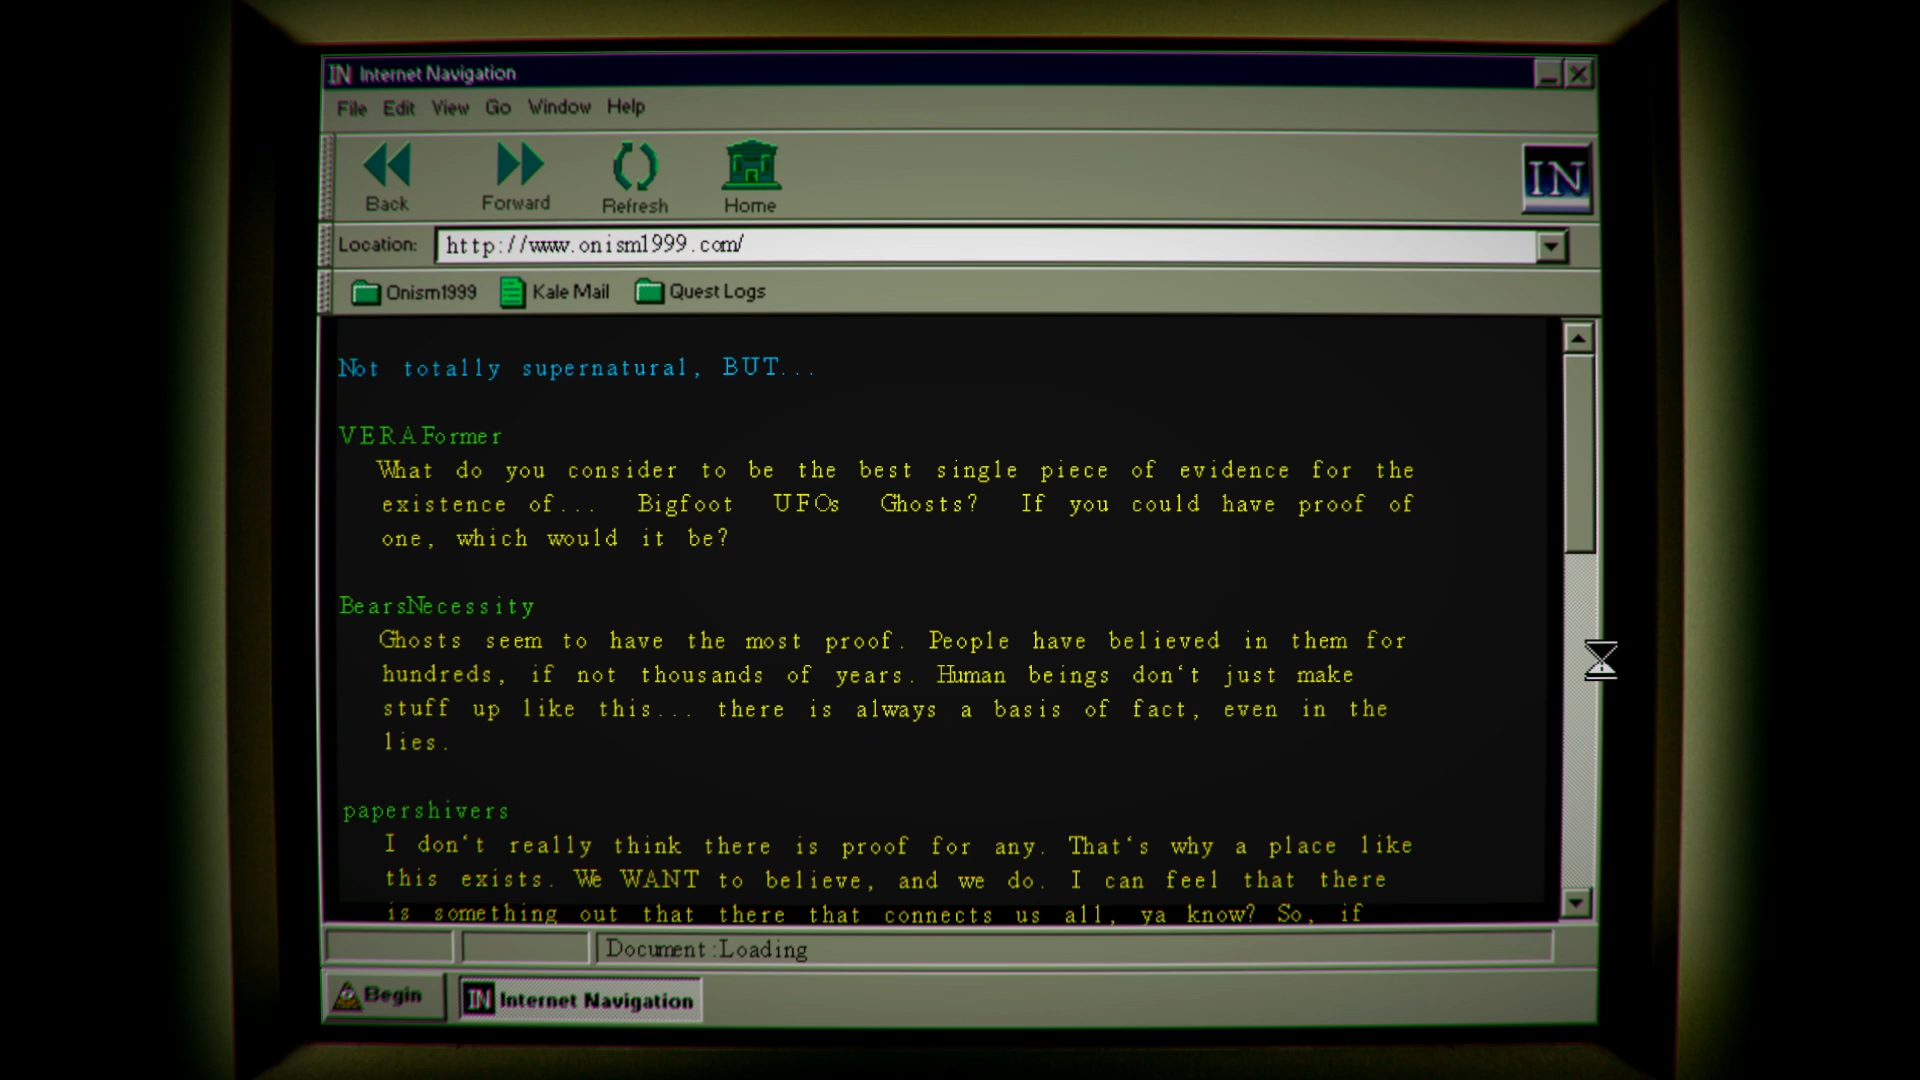 IN Internet Navigation
File Edit View Go Window Help
Back Forward Refresh Home
IN
Location: http://www.onism1999.com/
Onism1999 Kale Mail Quest Logs
Not totally supernatural, BUT...
VERAFormer
What do you consider to be the best single piece of evidence for the
existence of... Bigfoot UFOs Ghosts? If you could have proof of
one, which would it be?
BearsNecessity
Ghosts seem to have the most proof. People have believed in them for
hundreds, if not thousands of years. Human beings don't just make
stuff up like this... there is always a basis of fact, even in the
lies.
papershivers
I don't really think there is proof for any. That's why a place like
this exists. We WANT to believe, and we do. I can feel that there
is something out that there that connects us all, ya know? So, if
Document:Loading
Begin IN Internet Navigation